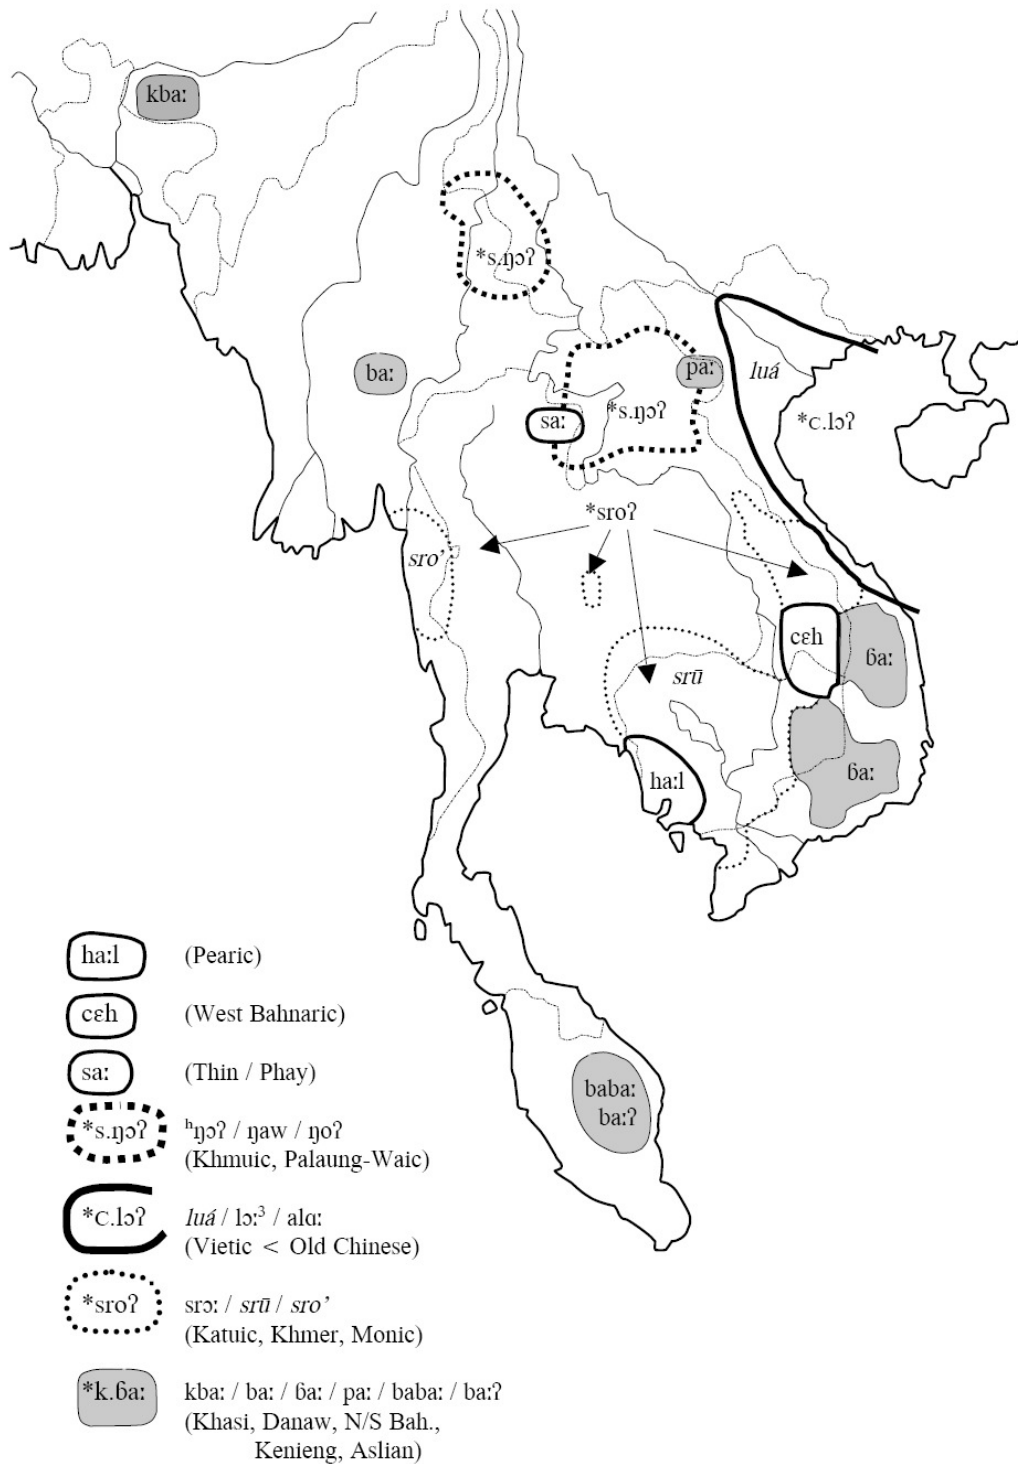 kbaː
*s.ŋɔʔ
baː
paː
luá
*s.ŋɔʔ
saː
*C.lɔʔ
*sroʔ
sro’
cɛh
ɓaː
srū
haːl
ɓaː
babaː
baːʔ
haːl (Pearic)
cɛh (West Bahnaric)
saː (Thin / Phay)
*s.ŋɔʔ ʰŋɔʔ / ŋaw / ŋoʔ
(Khmuic, Palaung-Waic)
*C.lɔʔ luá / lɔː³ / alɑː
(Vietic < Old Chinese)
*sroʔ srɔː / srū / sro’
(Katuic, Khmer, Monic)
*k.ɓaː kbaː / baː / ɓaː / paː / babaː / baːʔ
(Khasi, Danaw, N/S Bah.,
Kenieng, Aslian)